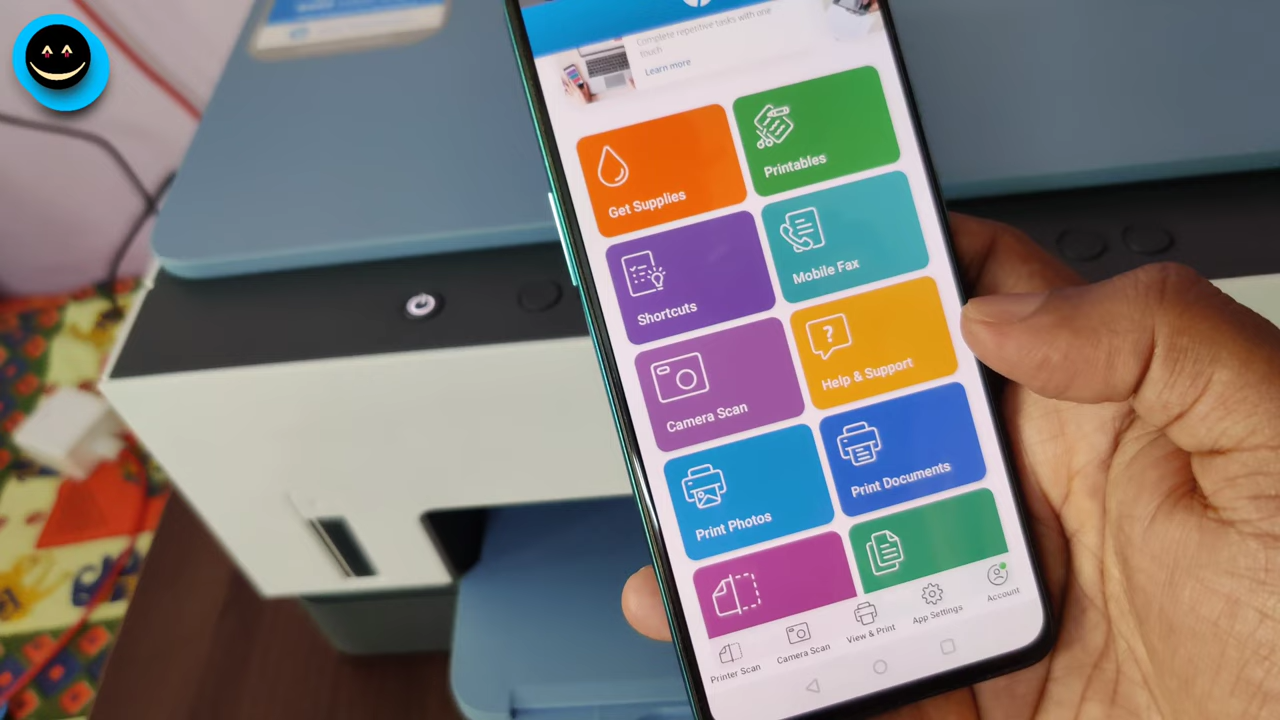 Complete repetitive tasks with one
touch
Learn more
Get Supplies
Printables
Shortcuts
Mobile Fax
Camera Scan
Help & Support
Print Photos
Print Documents
Printer Scan
Camera Scan
View & Print
App Settings
Account